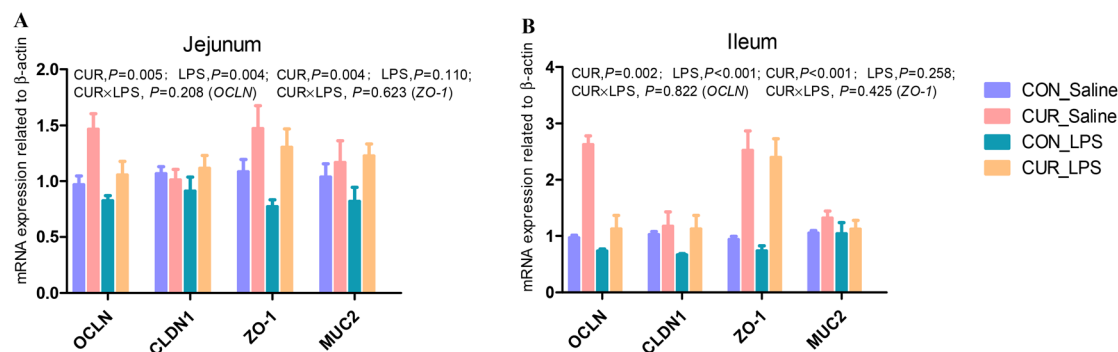 A
Jejunum
CUR,P=0.005; LPS,P=0.004; CUR,P=0.004; LPS,P=0.110;
CUR×LPS, P=0.208 (OCLN) CUR×LPS, P=0.623 (ZO-1)
mRNA expression related to β-actin
2.0
1.5
1.0
0.5
0.0
OCLN
CLDN1
ZO-1
MUC2
B
Ileum
CUR,P=0.002; LPS,P<0.001; CUR,P<0.001; LPS,P=0.258;
CUR×LPS, P=0.822 (OCLN) CUR×LPS, P=0.425 (ZO-1)
mRNA expression related to β-actin
4
3
2
1
0
OCLN
CLDN1
ZO-1
MUC2
CON_Saline
CUR_Saline
CON_LPS
CUR_LPS